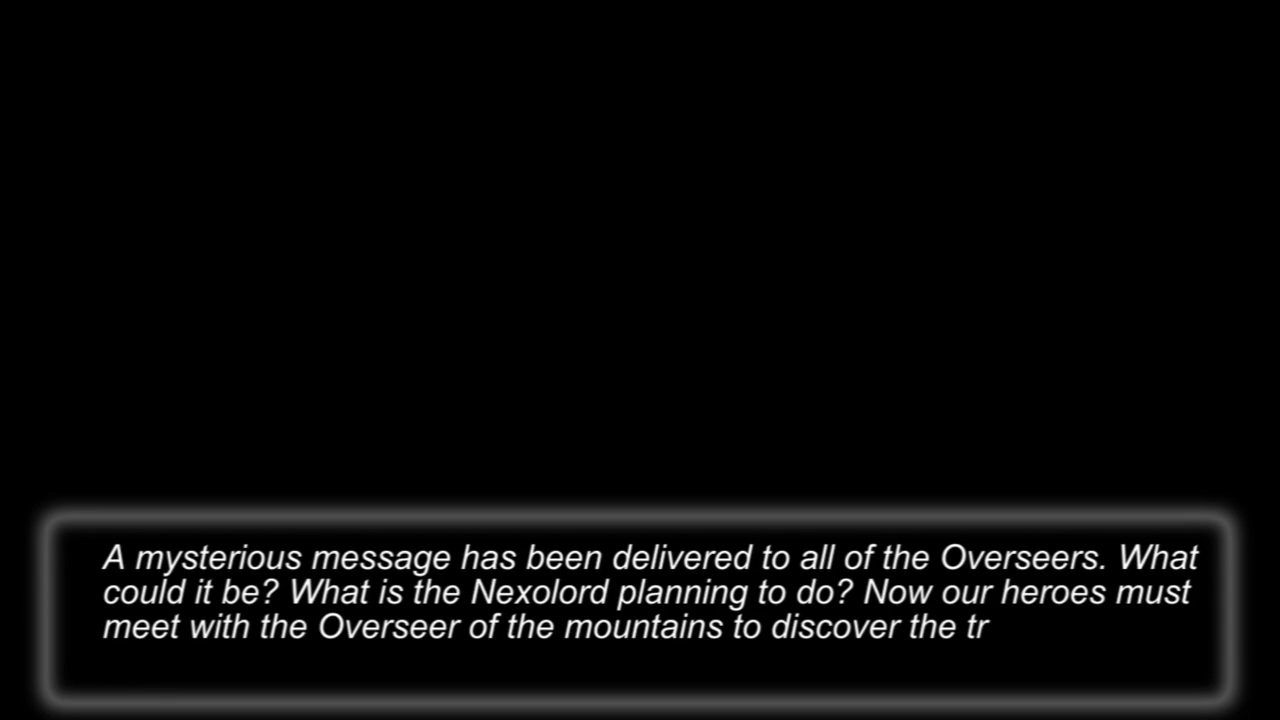 A mysterious message has been delivered to all of the Overseers. What
could it be? What is the Nexolord planning to do? Now our heroes must
meet with the Overseer of the mountains to discover the tr